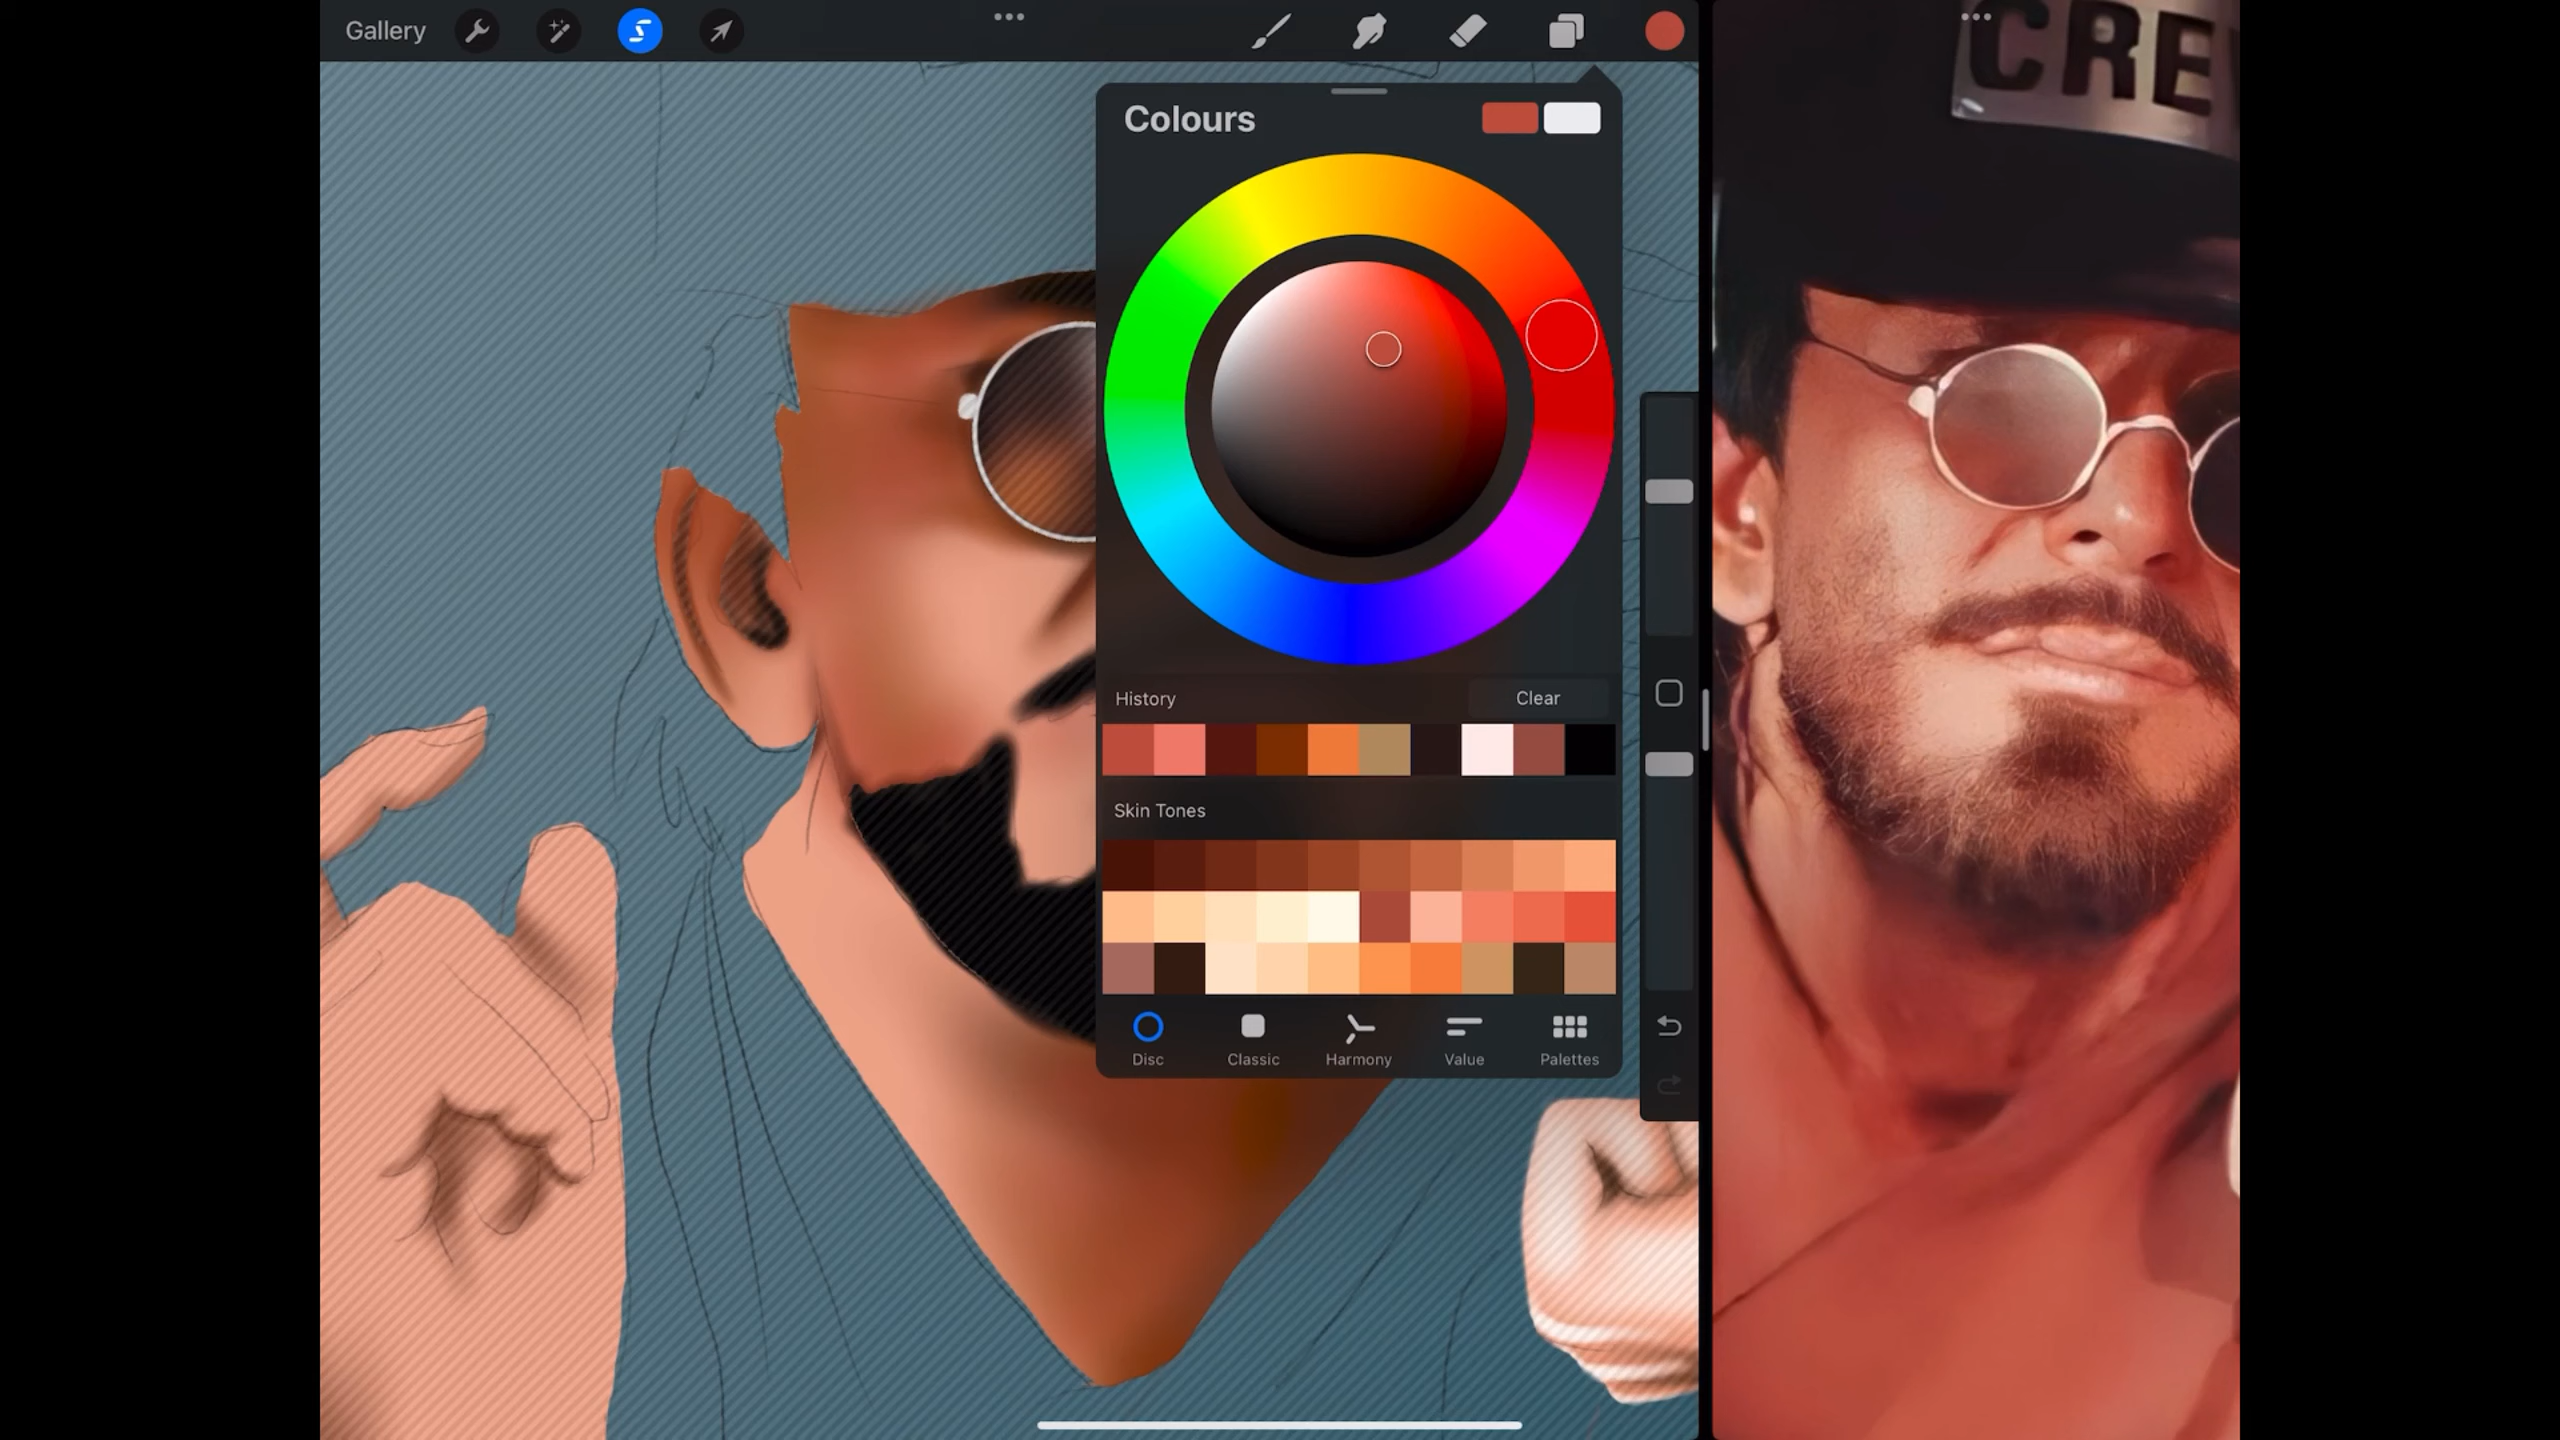 Gallery
Colours
CRE
History
Clear
Skin Tones
Disc
Classic
Harmony
Value
Palettes